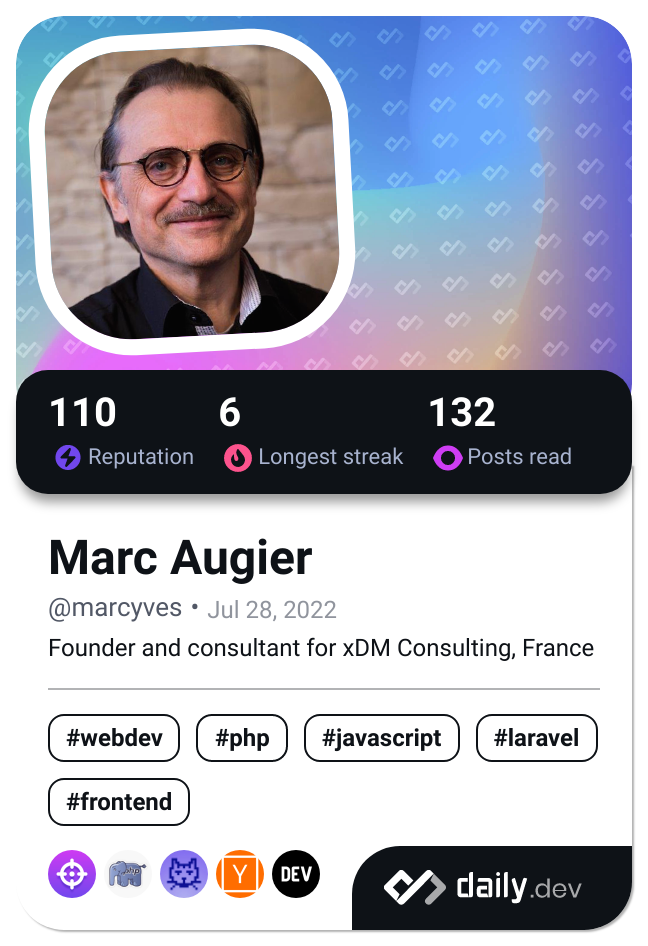 110 6 132
Reputation Longest streak Posts read
Marc Augier
@marcyves • Jul 28, 2022
Founder and consultant for xDM Consulting, France
#webdev #php #javascript #laravel
#frontend
php Y DEV daily.dev